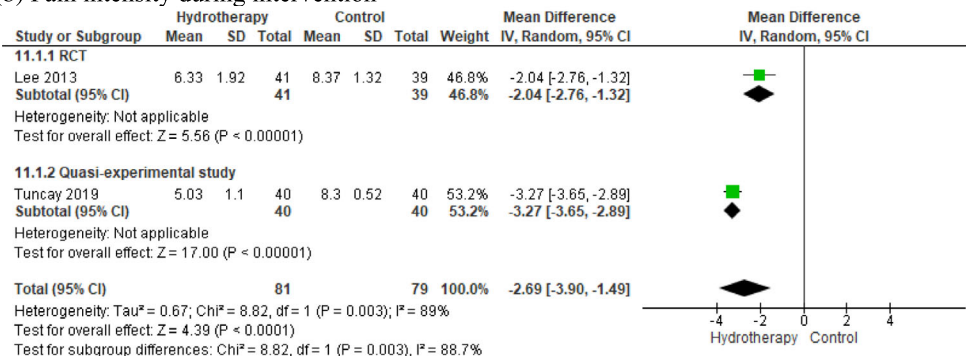 (b) Pain intensity during intervention
Hydrotherapy Control Mean Difference Mean Difference
Study or Subgroup Mean SD Total Mean SD Total Weight IV, Random, 95% CI IV, Random, 95% CI
11.1.1 RCT
Lee 2013 6.33 1.92 41 8.37 1.32 39 46.8% -2.04 [-2.76, -1.32]
Subtotal (95% CI) 41 39 46.8% -2.04 [-2.76, -1.32]
Heterogeneity: Not applicable
Test for overall effect: Z = 5.56 (P < 0.00001)
11.1.2 Quasi-experimental study
Tuncay 2019 5.03 1.1 40 8.3 0.52 40 53.2% -3.27 [-3.65, -2.89]
Subtotal (95% CI) 40 40 53.2% -3.27 [-3.65, -2.89]
Heterogeneity: Not applicable
Test for overall effect: Z = 17.00 (P < 0.00001)
Total (95% CI) 81 79 100.0% -2.69 [-3.90, -1.49]
Heterogeneity: Tau² = 0.67; Chi² = 8.82, df = 1 (P = 0.003); I² = 89%
Test for overall effect: Z = 4.39 (P < 0.0001)
Test for subgroup differences: Chi² = 8.82, df = 1 (P = 0.003), I² = 88.7%
-4 -2 0 2 4
Hydrotherapy Control